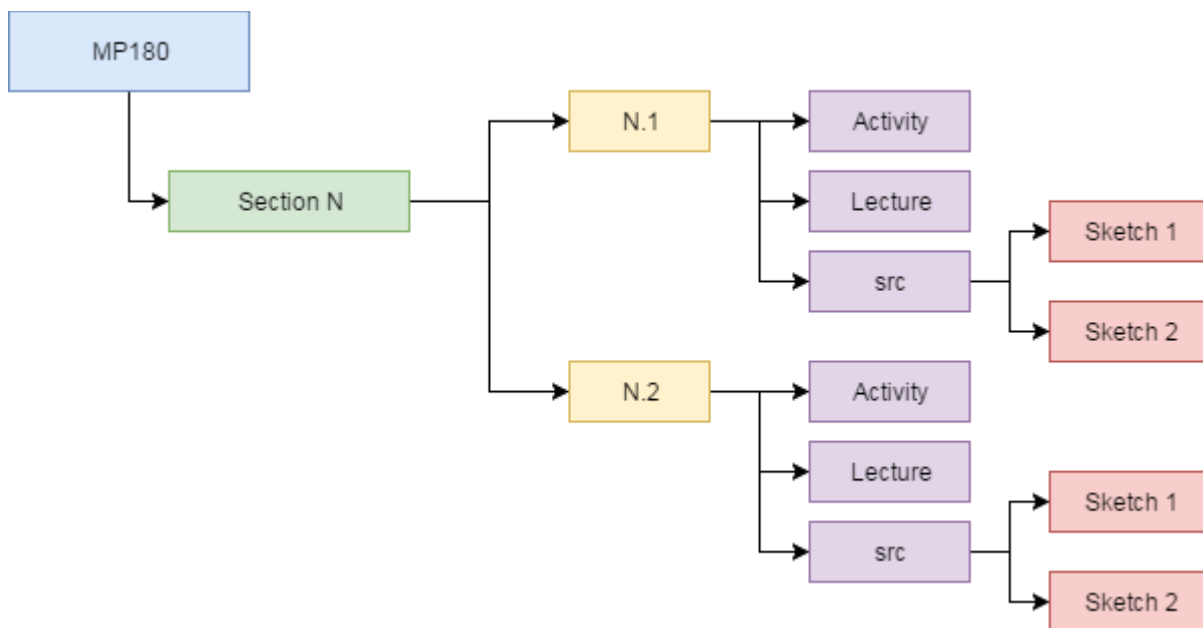 MP180
Section N
N.1
Activity
Lecture
src
Sketch 1
Sketch 2
N.2
Activity
Lecture
src
Sketch 1
Sketch 2